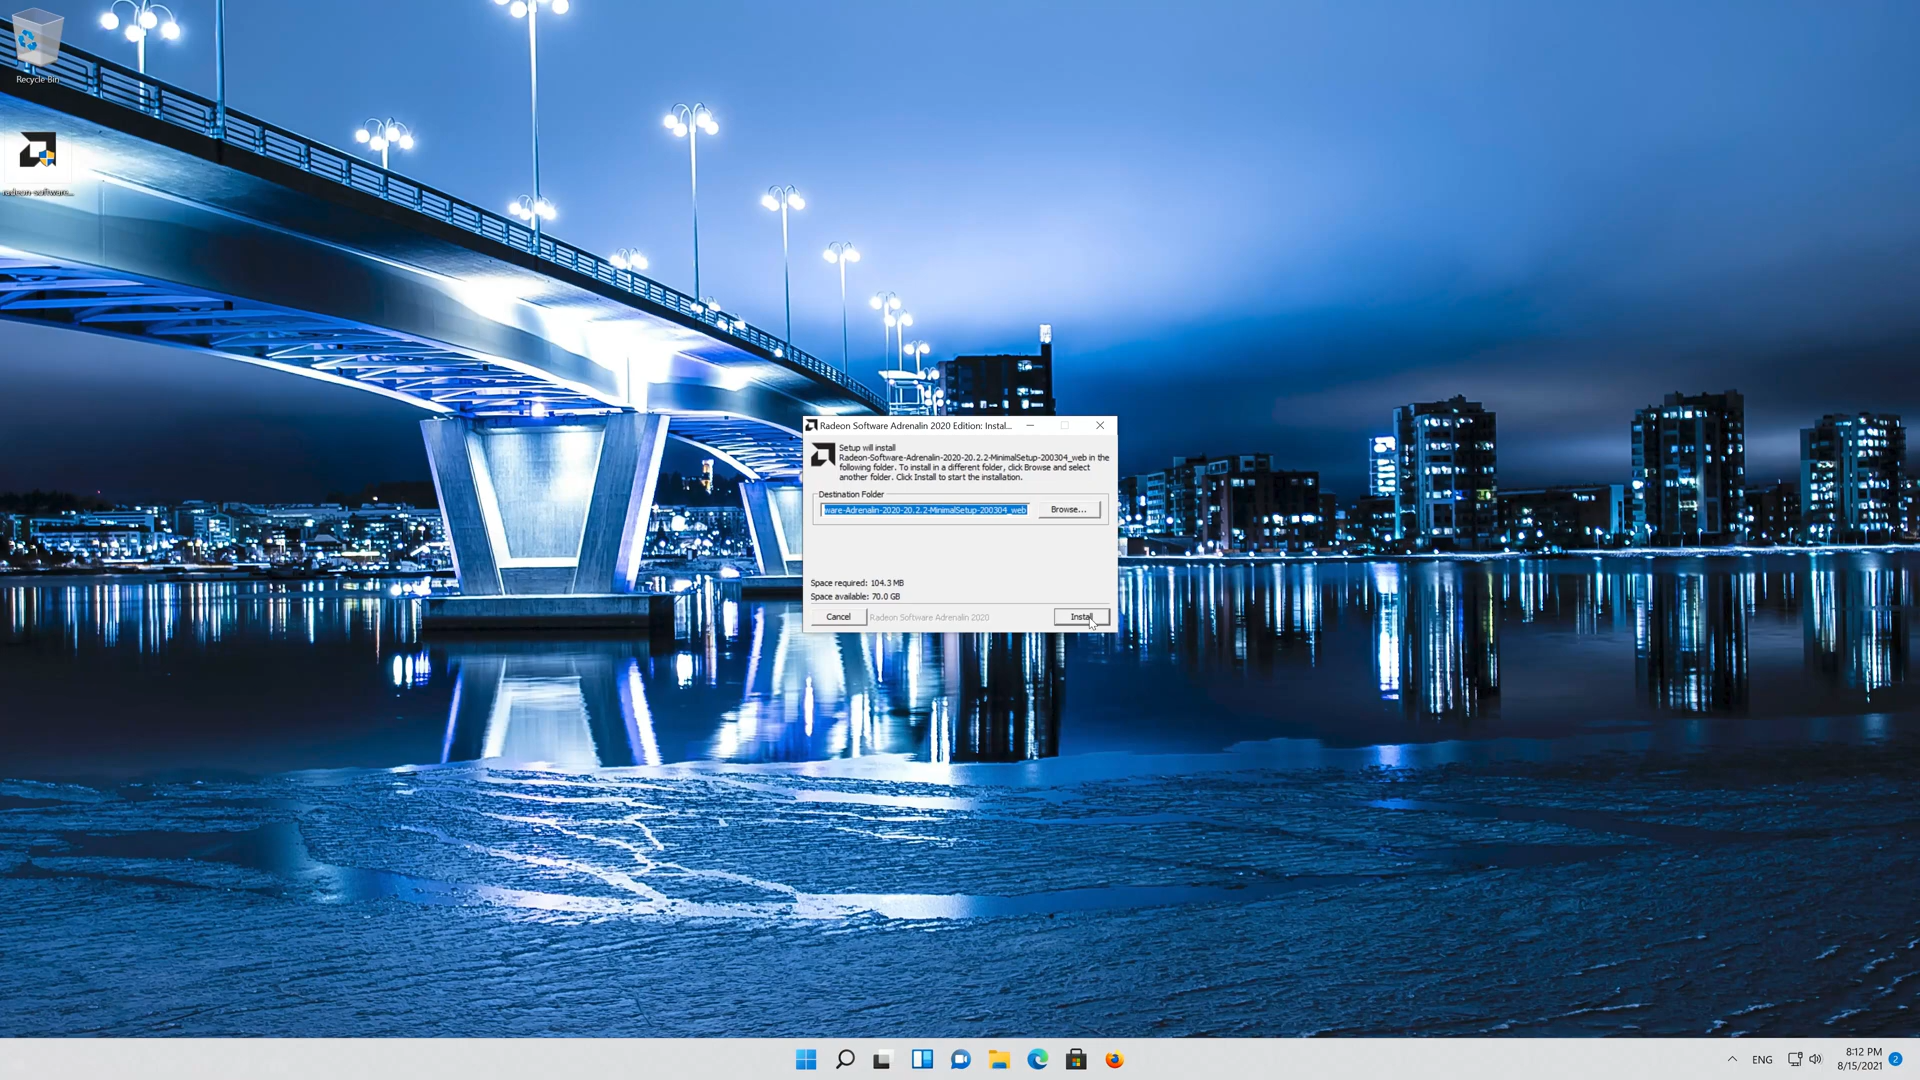 Recycle Bin
radeon-software...
Radeon Software Adrenalin 2020 Edition: Instal...
Setup will install
Radeon-Software-Adrenalin-2020-20.2.2-MinimalSetup-200304_web in the
following folder. To install in a different folder, click Browse and select
another folder. Click Install to start the installation.
Destination Folder
ware-Adrenalin-2020-20.2.2-MinimalSetup-200304_web
Browse...
Space required: 104.3 MB
Space available: 70.0 GB
Cancel
Radeon Software Adrenalin 2020
Install
ENG
8:12 PM
8/15/2021
2